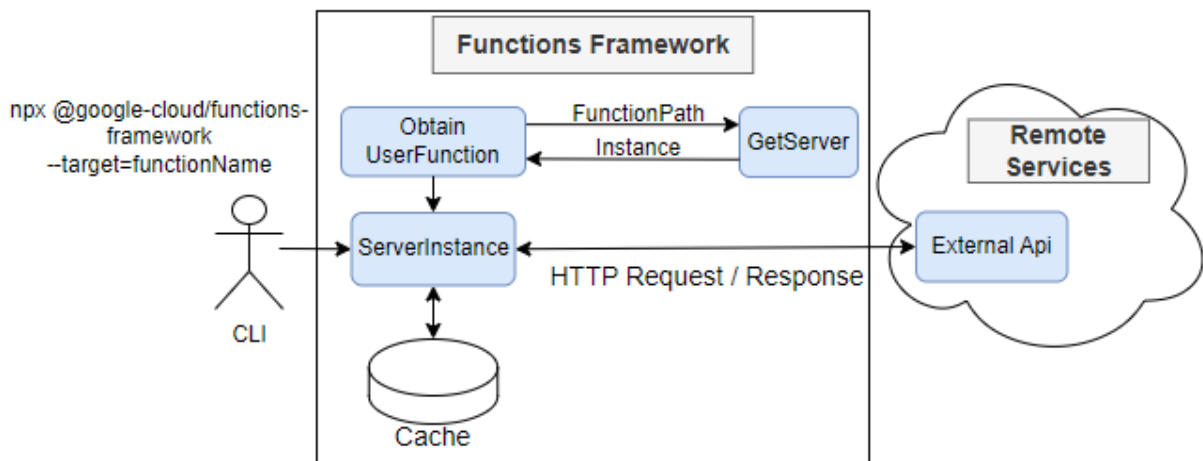 Functions Framework
npx @google-cloud/functions-
framework
--target=functionName
Obtain
UserFunction
FunctionPath
Instance
GetServer
Remote
Services
ServerInstance
External Api
HTTP Request / Response
CLI
Cache